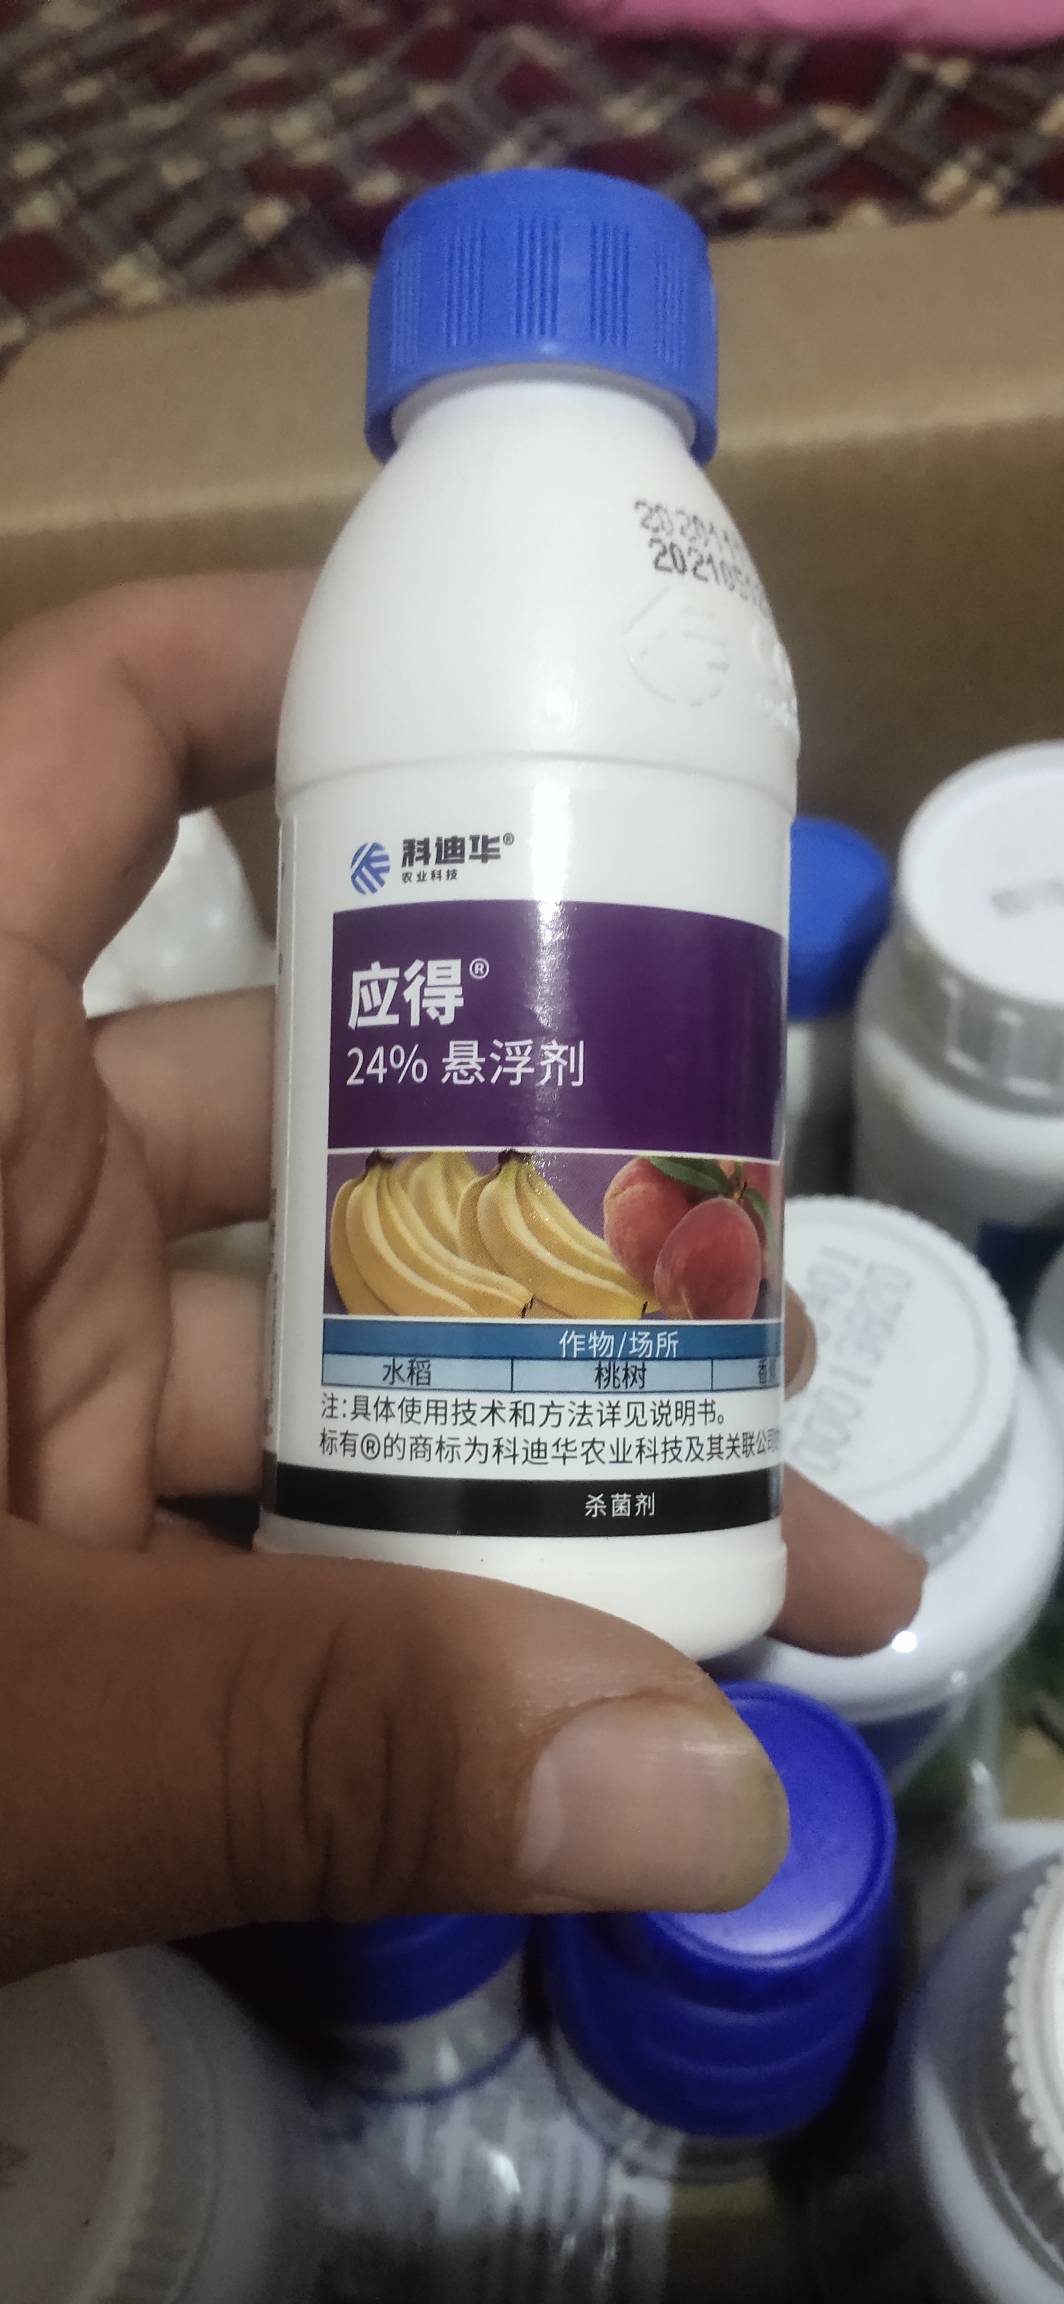 科迪华®
农业科技
应得®
24% 悬浮剂
作物/场所
水稻 桃树
注:具体使用技术和方法详见说明书。
标有®的商标为科迪华农业科技及其关联公司
杀菌剂